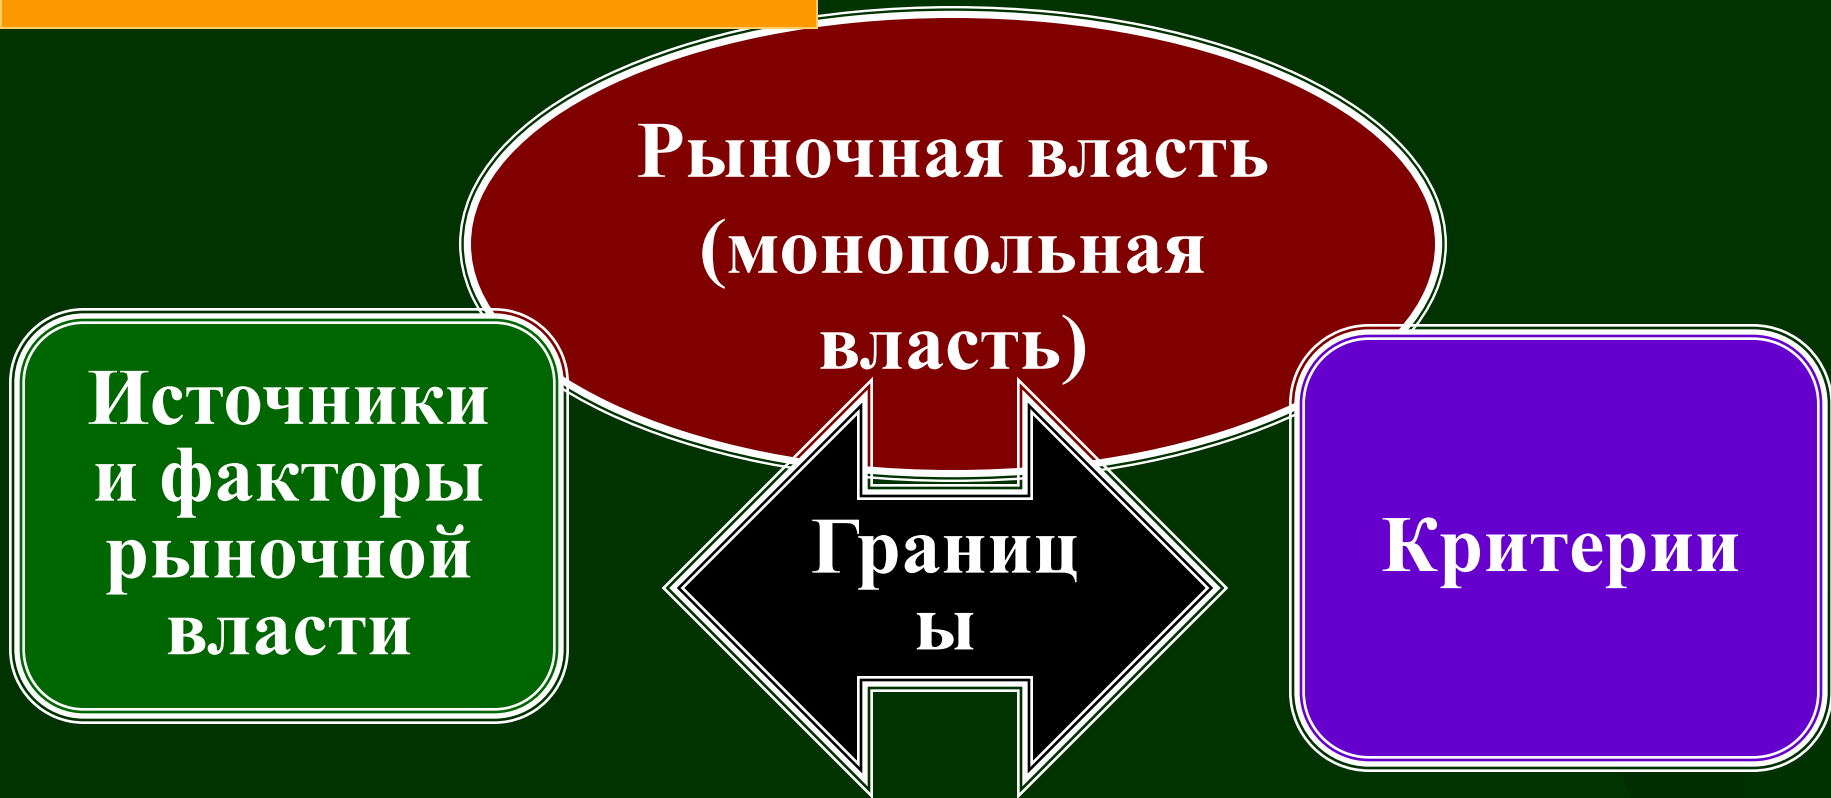 Рыночная власть
(монопольная
власть)
Источники
и факторы
рыночной
власти
Границ
ы
Критерии